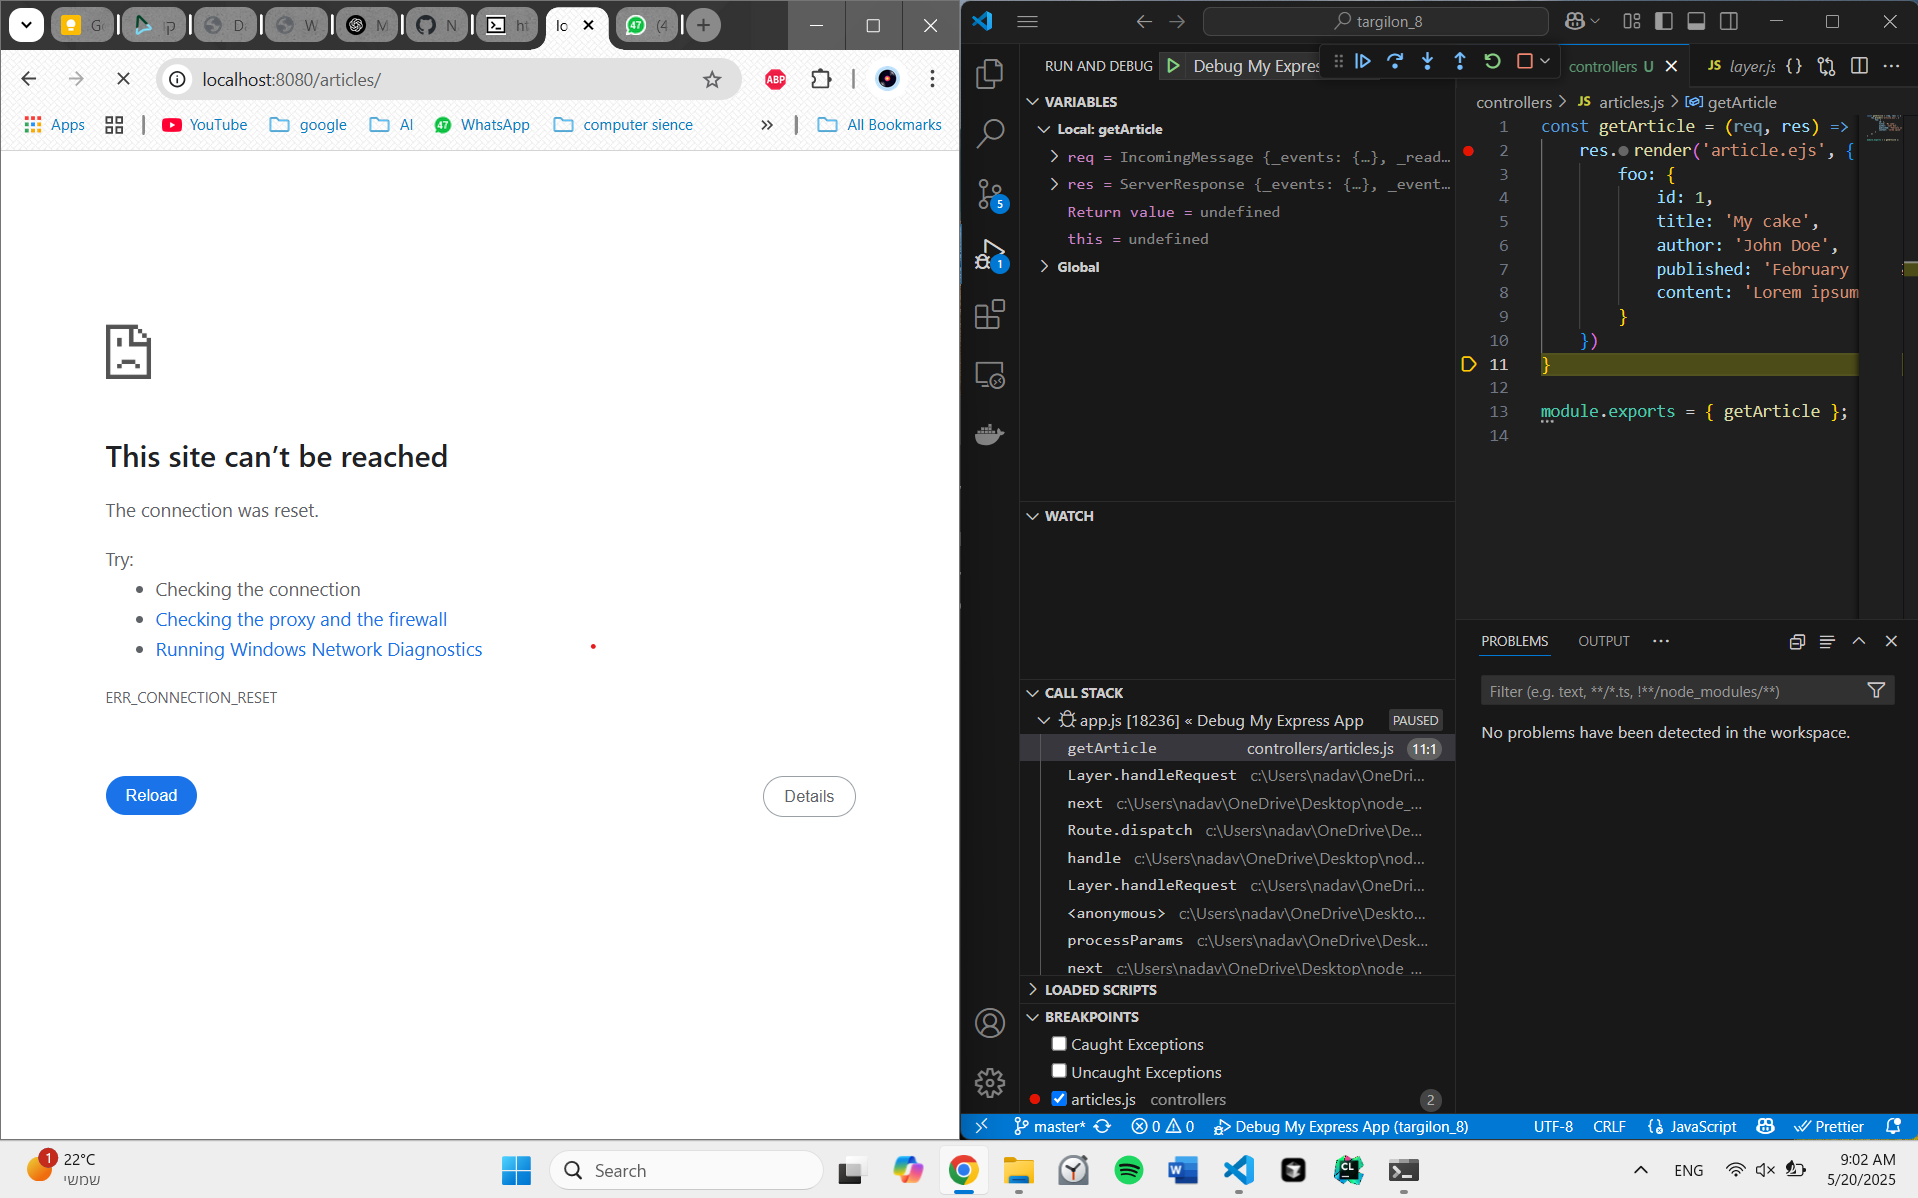 G
קו
D
W
M
N
ht
lo
(4
localhost:8080/articles/
ABP
Apps
YouTube
google
AI
47
WhatsApp
computer sience
All Bookmarks
This site can't be reached
The connection was reset.
Try:
Checking the connection
Checking the proxy and the firewall
Running Windows Network Diagnostics
ERR_CONNECTION_RESET
Reload
Details
targilon_8
RUN AND DEBUG
Debug My Expre
controllers U
JS layer.js
VARIABLES
Local: getArticle
req = IncomingMessage {_events: {…}, _read…
res = ServerResponse {_events: {…}, _event…
Return value = undefined
this = undefined
Global
5
1
WATCH
CALL STACK
app.js [18236] « Debug My Express App PAUSED
getArticle controllers/articles.js 11:1
Layer.handleRequest c:\Users\nadav\OneDri...
next c:\Users\nadav\OneDrive\Desktop\node_...
Route.dispatch c:\Users\nadav\OneDrive\De...
handle c:\Users\nadav\OneDrive\Desktop\nod...
Layer.handleRequest c:\Users\nadav\OneDri...
<anonymous> c:\Users\nadav\OneDrive\Deskto...
processParams c:\Users\nadav\OneDrive\Desk...
next c:\Users\nadav\OneDrive\Desktop\node_...
LOADED SCRIPTS
BREAKPOINTS
Caught Exceptions
Uncaught Exceptions
articles.js controllers 2
controllers > JS articles.js > getArticle
1 const getArticle = (req, res) =>
2 res.render('article.ejs', {
3 foo: {
4 id: 1,
5 title: 'My cake',
6 author: 'John Doe',
7 published: 'February
8 content: 'Lorem ipsum
9 }
10 })
11 }
12
13 module.exports = { getArticle };
14
PROBLEMS
OUTPUT
Filter (e.g. text, **/*.ts, !**/node_modules/**)
No problems have been detected in the workspace.
master* 0 0 Debug My Express App (targilon_8) UTF-8 CRLF JavaScript Prettier
1
22°C
שמשי
Search
CL
ENG
9:02 AM
5/20/2025